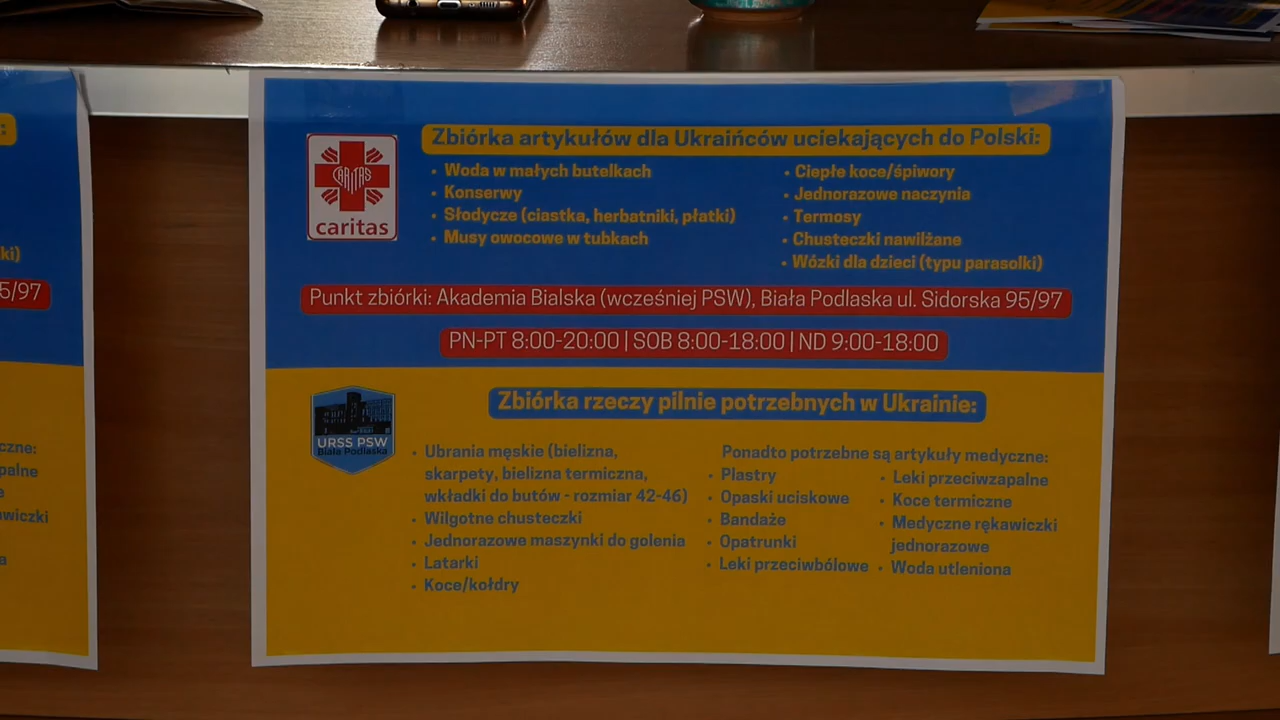 ki)
5/97
czne:
palne
e
wiczki
a
CARITAS
caritas
Zbiórka artykułów dla Ukraińców uciekających do Polski:
• Woda w małych butelkach
• Konserwy
• Słodycze (ciastka, herbatniki, płatki)
• Musy owocowe w tubkach
• Ciepłe koce/śpiwory
• Jednorazowe naczynia
• Termosy
• Chusteczki nawilżane
• Wózki dla dzieci (typu parasolki)
Punkt zbiórki: Akademia Bialska (wcześniej PSW), Biała Podlaska ul. Sidorska 95/97
PN-PT 8:00-20:00 | SOB 8:00-18:00 | ND 9:00-18:00
URSS PSW
Biała Podlaska
Zbiórka rzeczy pilnie potrzebnych w Ukrainie:
• Ubrania męskie (bielizna,
skarpety, bielizna termiczna,
wkładki do butów - rozmiar 42-46)
• Wilgotne chusteczki
• Jednorazowe maszynki do golenia
• Latarki
• Koce/kołdry
Ponadto potrzebne są artykuły medyczne:
• Plastry
• Opaski uciskowe
• Bandaże
• Opatrunki
• Leki przeciwbólowe
• Leki przeciwzapalne
• Koce termiczne
• Medyczne rękawiczki
jednorazowe
• Woda utleniona